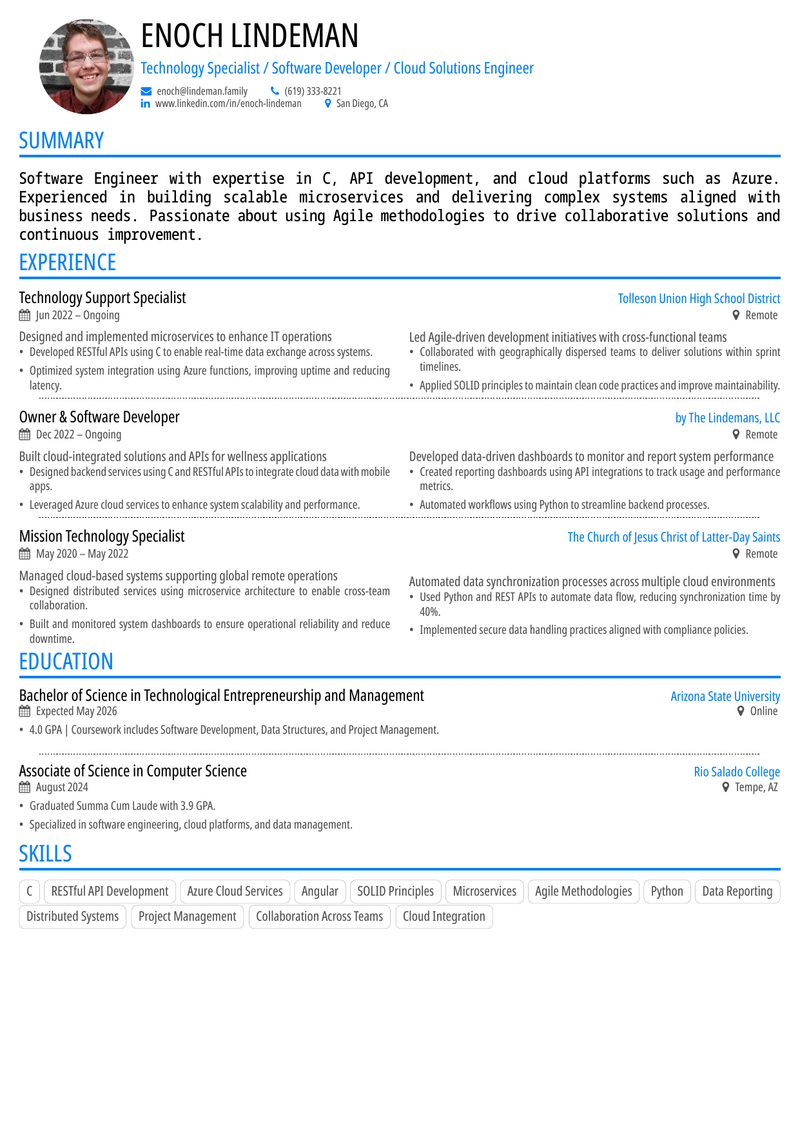 ENOCH LINDEMAN
Technology Specialist / Software Developer / Cloud Solutions Engineer
enoch@lindeman.family (619) 333-8221
www.linkedin.com/in/enoch-lindeman San Diego, CA
SUMMARY
Software Engineer with expertise in C, API development, and cloud platforms such as Azure.
Experienced in building scalable microservices and delivering complex systems aligned with
business needs. Passionate about using Agile methodologies to drive collaborative solutions and
continuous improvement.
EXPERIENCE
Technology Support Specialist Tolleson Union High School District
Jun 2022 – Ongoing Remote
Designed and implemented microservices to enhance IT operations
• Developed RESTful APIs using C to enable real-time data exchange across systems.
• Optimized system integration using Azure functions, improving uptime and reducing
latency.
Led Agile-driven development initiatives with cross-functional teams
• Collaborated with geographically dispersed teams to deliver solutions within sprint
timelines.
• Applied SOLID principles to maintain clean code practices and improve maintainability.
Owner & Software Developer by The Lindemans, LLC
Dec 2022 – Ongoing Remote
Built cloud-integrated solutions and APIs for wellness applications
• Designed backend services using C and RESTful APIs to integrate cloud data with mobile
apps.
• Leveraged Azure cloud services to enhance system scalability and performance.
Developed data-driven dashboards to monitor and report system performance
• Created reporting dashboards using API integrations to track usage and performance
metrics.
• Automated workflows using Python to streamline backend processes.
Mission Technology Specialist The Church of Jesus Christ of Latter-Day Saints
May 2020 – May 2022 Remote
Managed cloud-based systems supporting global remote operations
• Designed distributed services using microservice architecture to enable cross-team
collaboration.
• Built and monitored system dashboards to ensure operational reliability and reduce
downtime.
Automated data synchronization processes across multiple cloud environments
• Used Python and REST APIs to automate data flow, reducing synchronization time by
40%.
• Implemented secure data handling practices aligned with compliance policies.
EDUCATION
Bachelor of Science in Technological Entrepreneurship and Management Arizona State University
Expected May 2026 Online
• 4.0 GPA | Coursework includes Software Development, Data Structures, and Project Management.
Associate of Science in Computer Science Rio Salado College
August 2024 Tempe, AZ
• Graduated Summa Cum Laude with 3.9 GPA.
• Specialized in software engineering, cloud platforms, and data management.
SKILLS
C RESTful API Development Azure Cloud Services Angular SOLID Principles Microservices Agile Methodologies Python Data Reporting
Distributed Systems Project Management Collaboration Across Teams Cloud Integration